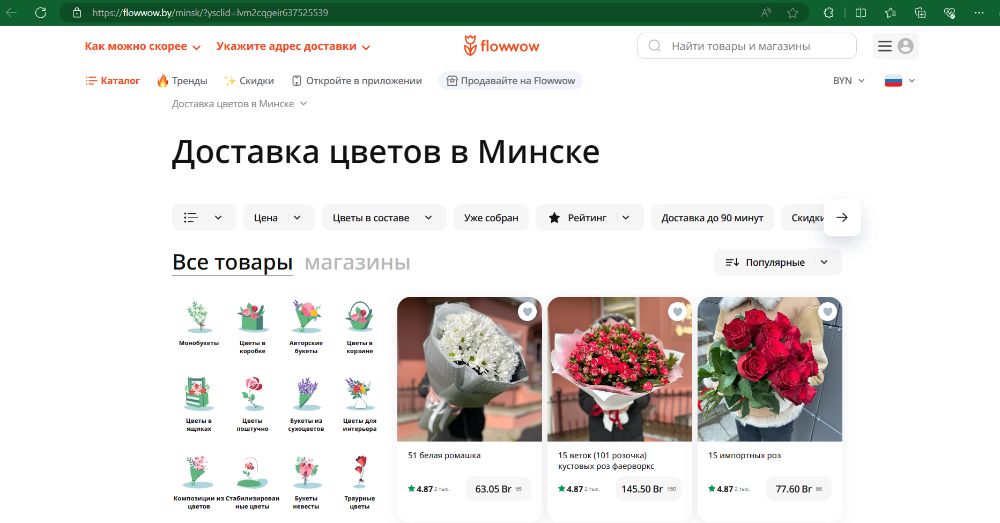 https://flowwow.by/minsk/?ysclid=lvm2cqgeir637525539
Как можно скорее
Укажите адрес доставки
flowwow
Найти товары и магазины
Каталог
Тренды
Скидки
Откройте в приложении
Продавайте на Flowwow
BYN
Доставка цветов в Минске
Доставка цветов в Минске
Цена
Цветы в составе
Уже собран
Рейтинг
Доставка до 90 минут
Скидки
Все товары
магазины
Популярные
Монобукеты
Цветы в
коробке
Авторские
букеты
Цветы в
корзине
Цветы в
ящиках
Цветы
поштучно
Букеты из
сухоцветов
Цветы для
интерьера
Композиции из
цветов
Стабилизирован
ные цветы
Букеты
невесты
Траурные
цветы
51 белая ромашка
4.87 2 тыс.
63.05 Br 65
15 веток (101 розочка)
кустовых роз фаерворкс
4.87 2 тыс.
145.50 Br 150
15 импортных роз
4.87 2 тыс.
77.60 Br 80